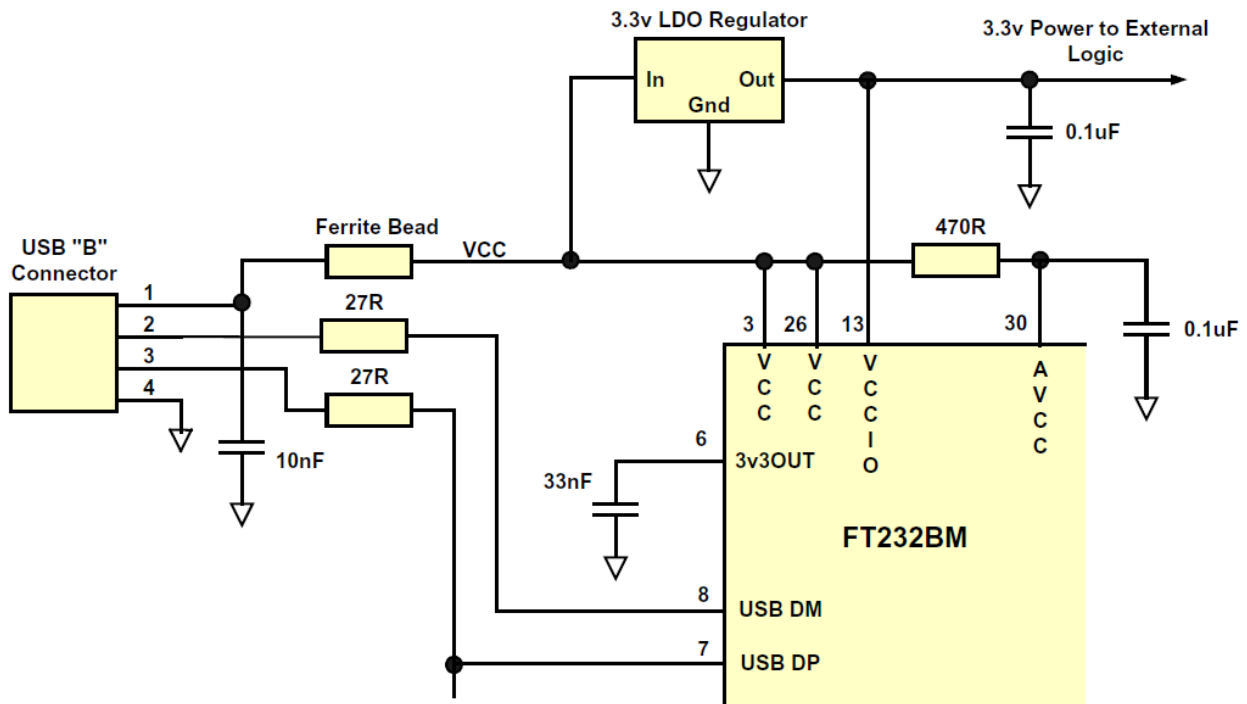 3.3v LDO Regulator
3.3v Power to External
Logic
In
Out
Gnd
0.1uF
Ferrite Bead
470R
USB "B"
Connector
VCC
1
27R
2
3
26
13
30
0.1uF
3
27R
4
V
C
C
V
C
C
V
C
C
I
O
A
V
C
C
6
10nF
3v3OUT
33nF
FT232BM
8
USB DM
7
USB DP